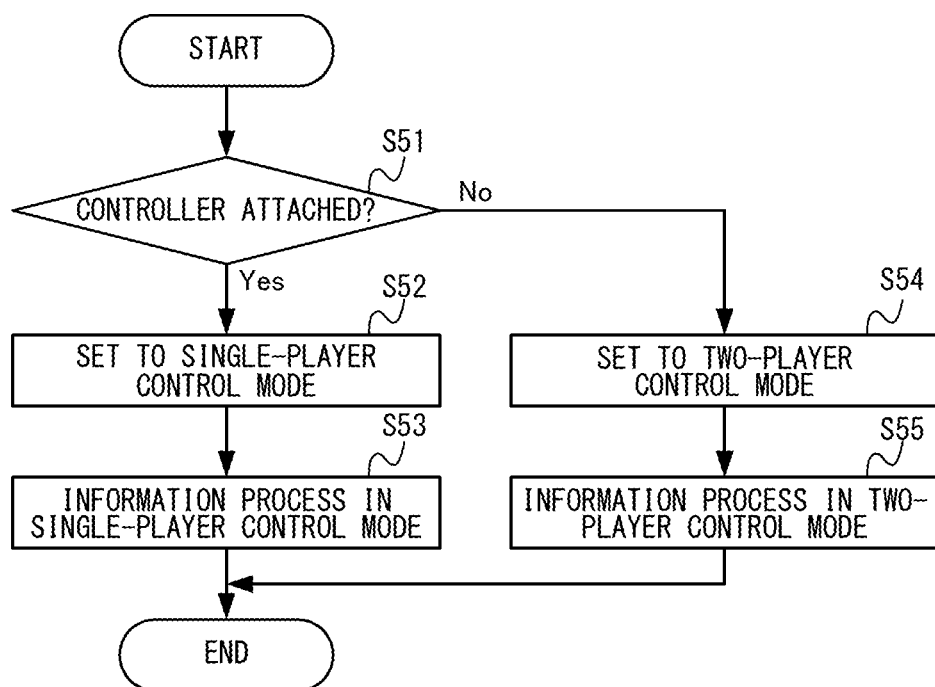 START
S51
CONTROLLER ATTACHED?
No
Yes
S52
SET TO SINGLE-PLAYER
CONTROL MODE
S54
SET TO TWO-PLAYER
CONTROL MODE
S53
INFORMATION PROCESS IN
SINGLE-PLAYER CONTROL MODE
S55
INFORMATION PROCESS IN TWO-
PLAYER CONTROL MODE
END